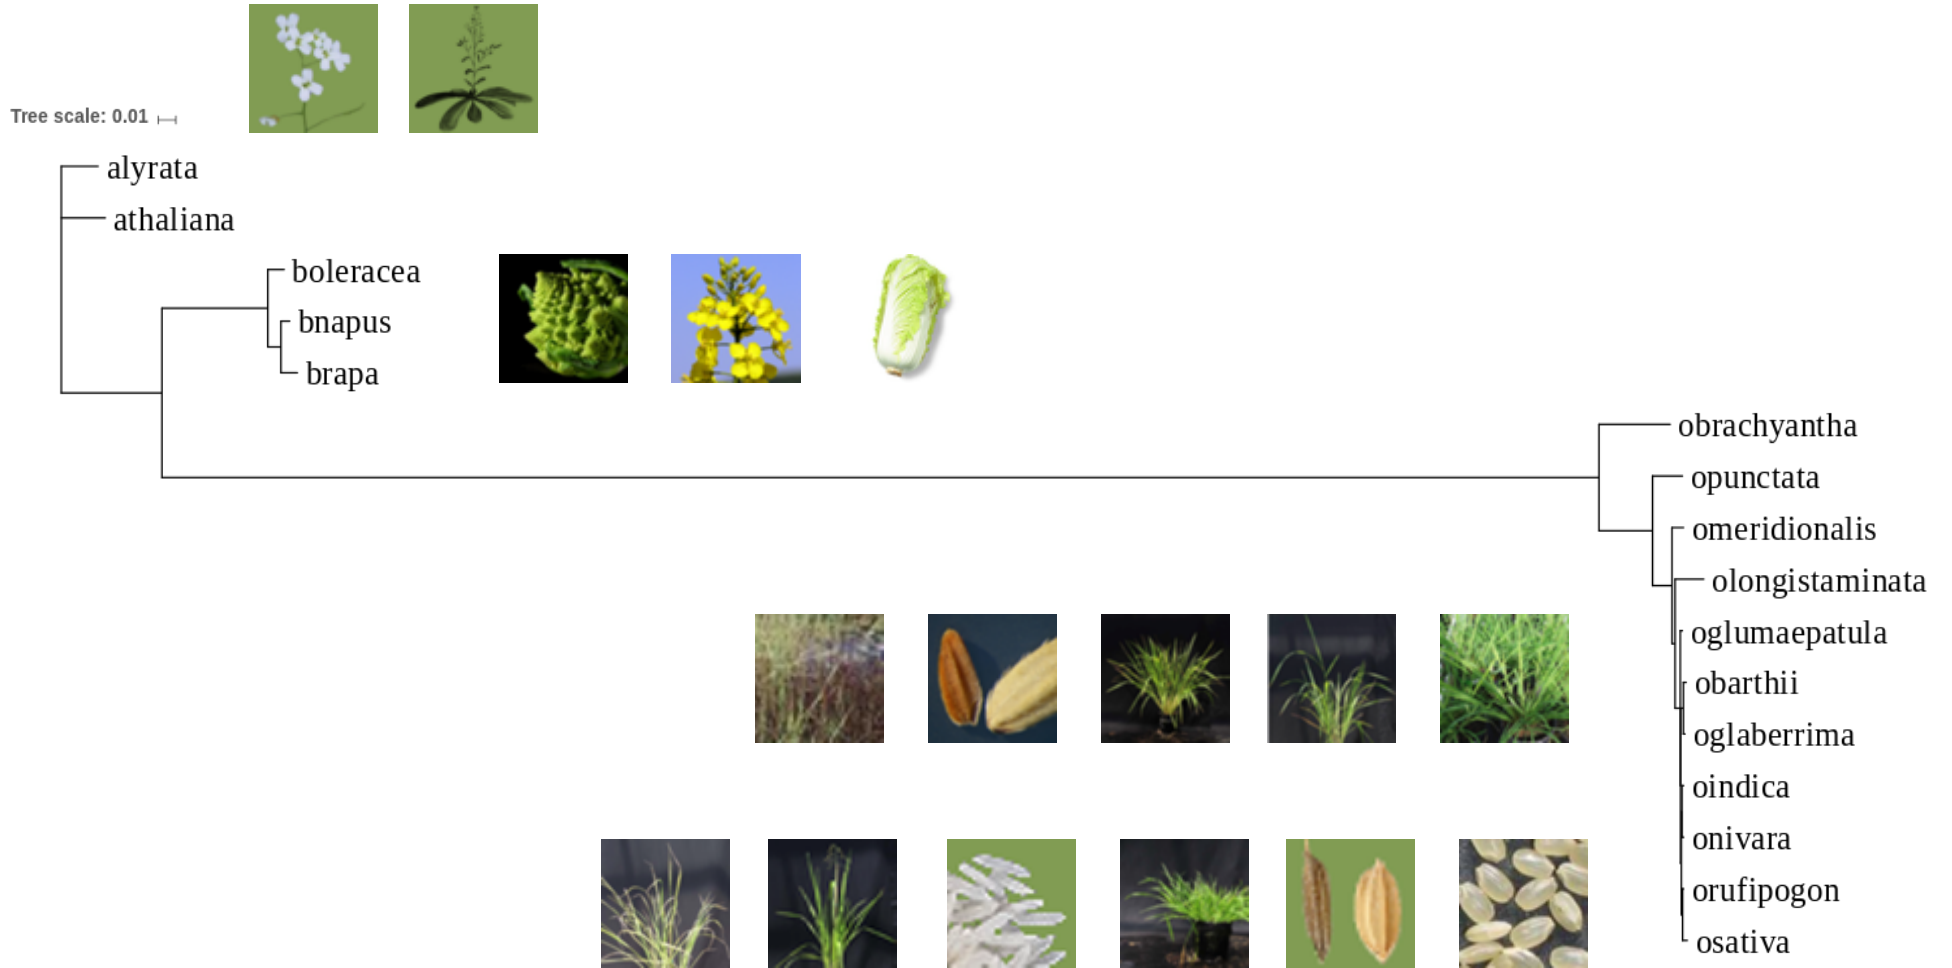 Tree scale: 0.01
alyrata
athaliana
boleracea
bnapus
brapa
obrachyantha
opunctata
omeridionalis
olongistaminata
oglumaepatula
obarthii
oglaberrima
oindica
onivara
orufipogon
osativa